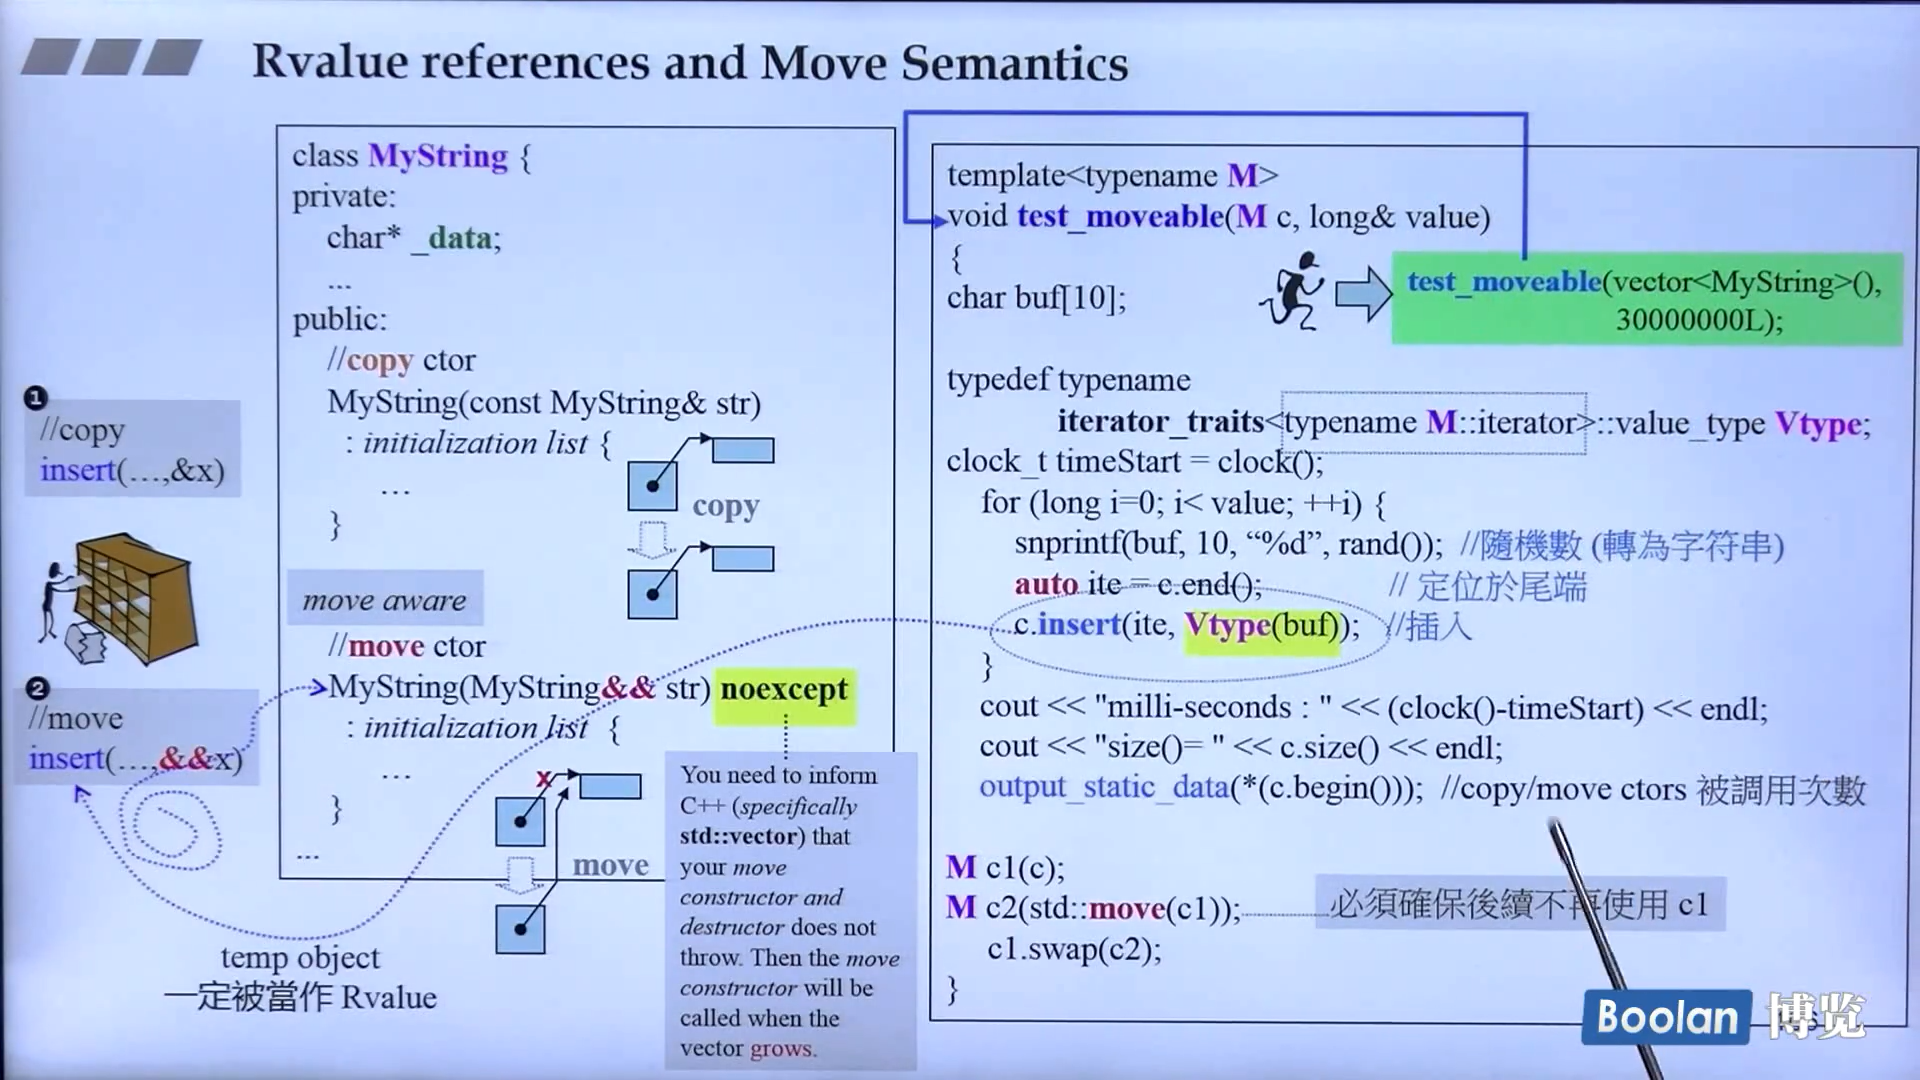 Rvalue references and Move Semantics
class MyString {
private:
char* _data;
...
public:
//copy ctor
MyString(const MyString& str)
: initialization list {
...
}
copy
move aware
//move ctor
MyString(MyString&& str) noexcept
: initialization list {
...
}
...
x
move
❶
//copy
insert(…,&x)
❷
//move
insert(…,&&x)
temp object
一定被當作 Rvalue
You need to inform
C++ (specifically
std::vector) that
your move
constructor and
destructor does not
throw. Then the move
constructor will be
called when the
vector grows.
template<typename M>
void test_moveable(M c, long& value)
{
char buf[10];
test_moveable(vector<MyString>(),
30000000L);
typedef typename
iterator_traits<typename M::iterator>::value_type Vtype;
clock_t timeStart = clock();
for (long i=0; i< value; ++i) {
snprintf(buf, 10, “%d”, rand()); //隨機數 (轉為字符串)
auto ite = c.end(); // 定位於尾端
c.insert(ite, Vtype(buf)); //插入
}
cout << "milli-seconds : " << (clock()-timeStart) << endl;
cout << "size()= " << c.size() << endl;
output_static_data(*(c.begin())); //copy/move ctors 被調用次數
M c1(c);
M c2(std::move(c1)); 必須確保後續不再使用 c1
c1.swap(c2);
}
Boolan 博览